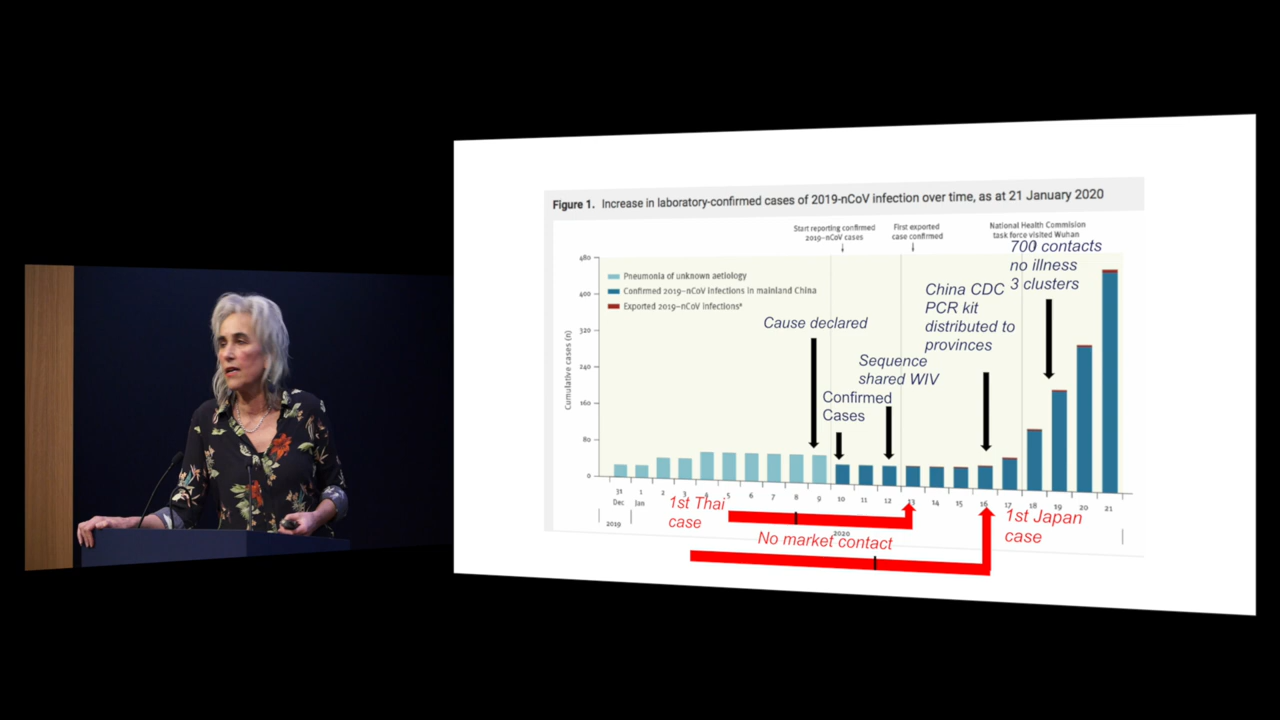 Figure 1. Increase in laboratory-confirmed cases of 2019-nCoV infection over time, as at 21 January 2020
Start reporting confirmed
2019–nCoV cases
First exported
case confirmed
National Health Commision
task force visited Wuhan
700 contacts
no illness
3 clusters
Pneumonia of unknown aetiology
Confirmed 2019–nCoV infections in mainland China
Exported 2019–nCoV infections*
China CDC
PCR kit
distributed to
provinces
Cause declared
Sequence
shared WIV
Confirmed
Cases
Cumulative cases (n)
480
400
320
240
160
80
0
31 1 2 3 4 5 6 7 8 9 10 11 12 13 14 15 16 17 18 19 20 21
Dec Jan
2019
2020
1st Thai
case
No market contact
1st Japan
case